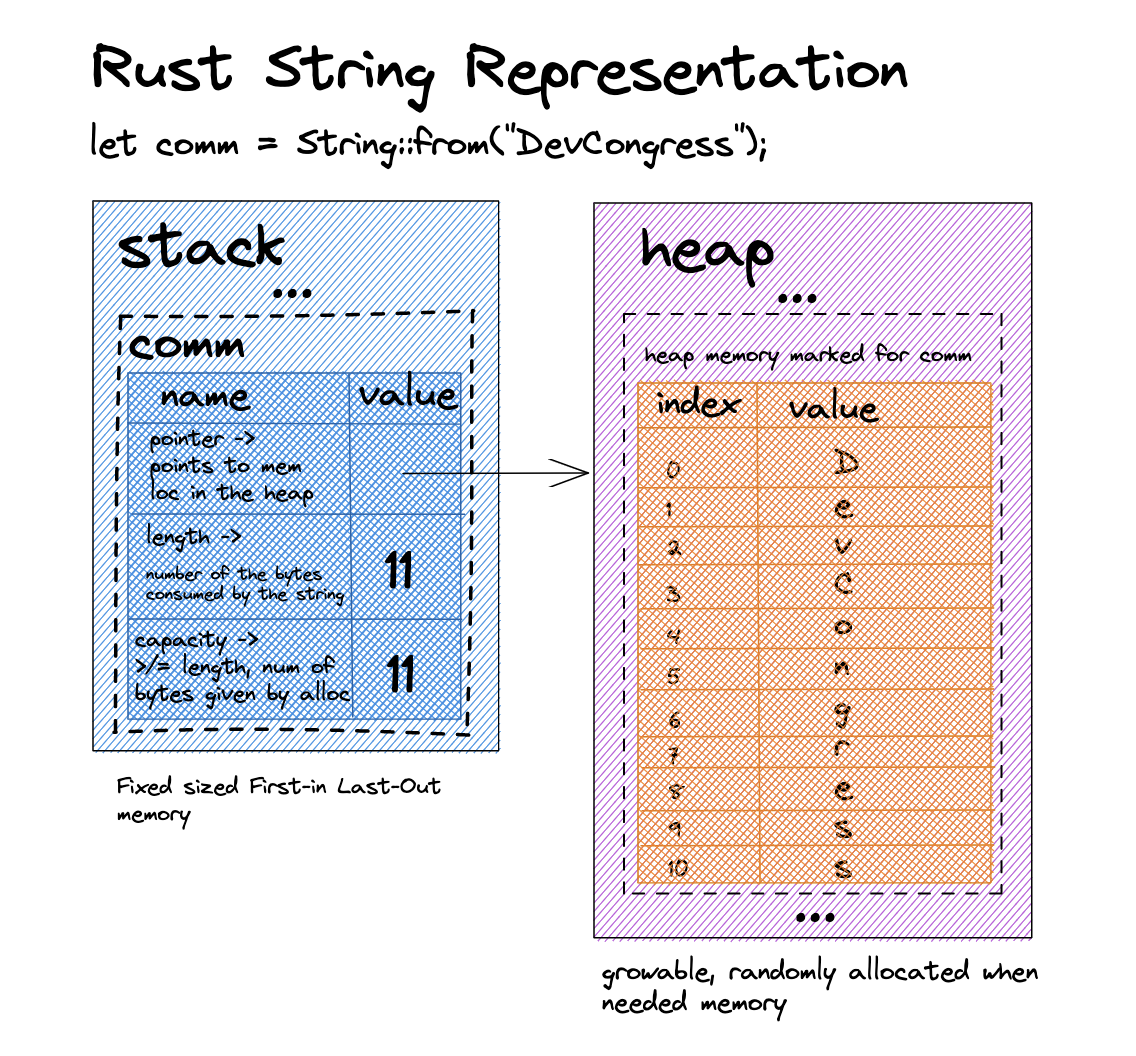 Rust String Representation
let comm = String::from("DevCongress");
stack
...
comm
name value
pointer ->
points to mem
loc in the heap
length ->
number of the bytes
consumed by the string
11
capacity ->
>/= length, num of
bytes given by alloc
11
Fixed sized First-in Last-Out
memory
heap
...
heap memory marked for comm
index value
0 D
1 e
2 v
3 C
4 o
5 n
6 g
7 r
8 e
9 s
10 s
...
growable, randomly allocated when
needed memory